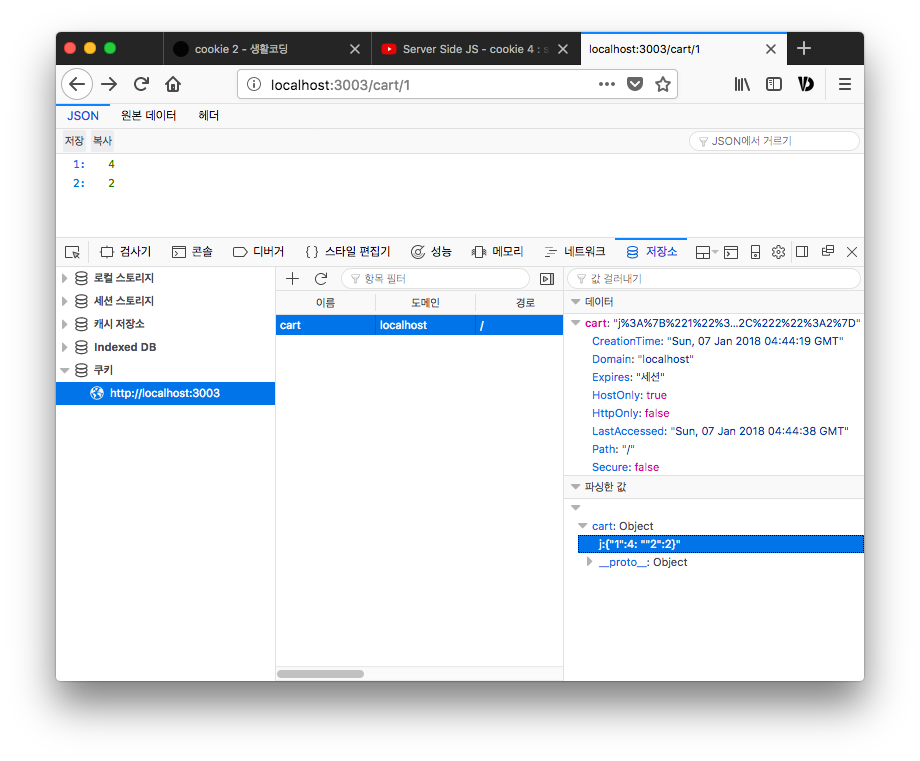 cookie 2 - 생활코딩
Server Side JS - cookie 4 : s
localhost:3003/cart/1
localhost:3003/cart/1
JSON 원본 데이터 헤더
저장 복사 JSON에서 거르기
1: 4
2: 2
검사기 콘솔 디버거 스타일 편집기 성능 메모리 네트워크 저장소
로컬 스토리지
세션 스토리지
캐시 저장소
Indexed DB
쿠키
http://localhost:3003
항목 필터
이름 도메인 경로
cart localhost /
값 걸러내기
데이터
cart: "j%3A%7B%221%22%3...2C%222%22%3A2%7D"
CreationTime: "Sun, 07 Jan 2018 04:44:19 GMT"
Domain: "localhost"
Expires: "세션"
HostOnly: true
HttpOnly: false
LastAccessed: "Sun, 07 Jan 2018 04:44:38 GMT"
Path: "/"
Secure: false
파싱한 값
cart: Object
j:{"1":4: ""2":2}"
__proto__: Object